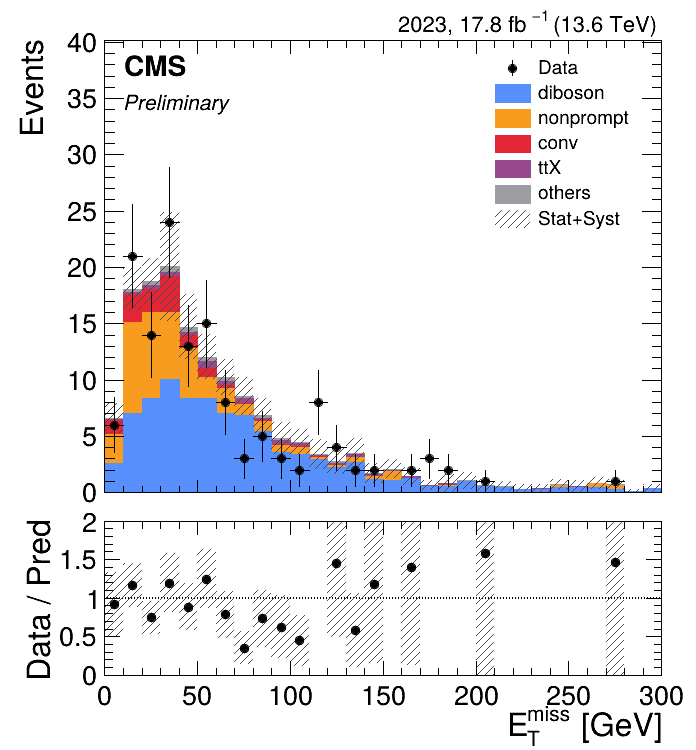 2023, 17.8 fb⁻¹ (13.6 TeV)
CMS
Preliminary
Events
40
35
30
25
20
15
10
5
0
Data
diboson
nonprompt
conv
ttX
others
Stat+Syst
Data / Pred
2
1.5
1
0.5
0
0 50 100 150 200 250 300
E_T^miss [GeV]